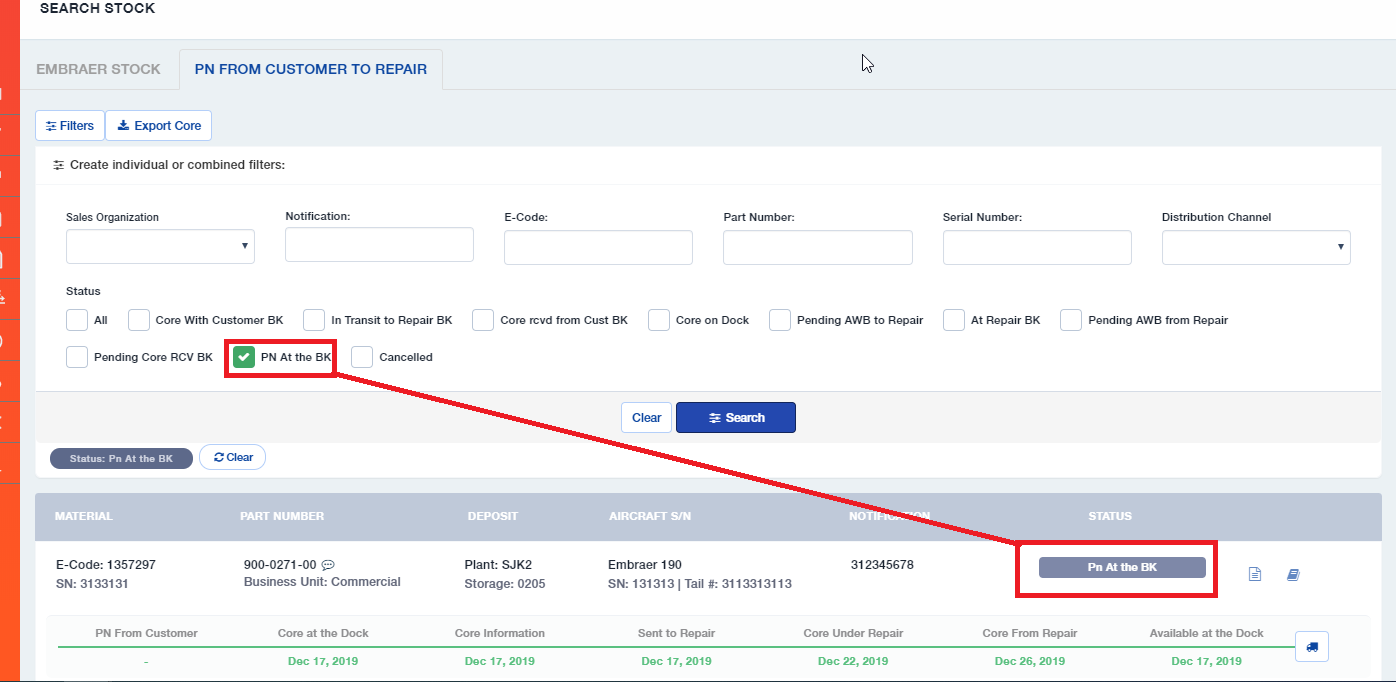 SEARCH STOCK
EMBRAER STOCK PN FROM CUSTOMER TO REPAIR
Filters Export Core
Create individual or combined filters:
Sales Organization Notification: E-Code: Part Number: Serial Number: Distribution Channel
Status
All Core With Customer BK In Transit to Repair BK Core rcvd from Cust BK Core on Dock Pending AWB to Repair At Repair BK Pending AWB from Repair
Pending Core RCV BK PN At the BK Cancelled
Clear Search
Status: Pn At the BK Clear
MATERIAL PART NUMBER DEPOSIT AIRCRAFT S/N NOTIFICATION STATUS
E-Code: 1357297 900-0271-00 Plant: SJK2 Embraer 190 312345678 Pn At the BK
SN: 3133131 Business Unit: Commercial Storage: 0205 SN: 131313 | Tail #: 3113313113
PN From Customer Core at the Dock Core Information Sent to Repair Core Under Repair Core From Repair Available at the Dock
- Dec 17, 2019 Dec 17, 2019 Dec 17, 2019 Dec 22, 2019 Dec 26, 2019 Dec 17, 2019